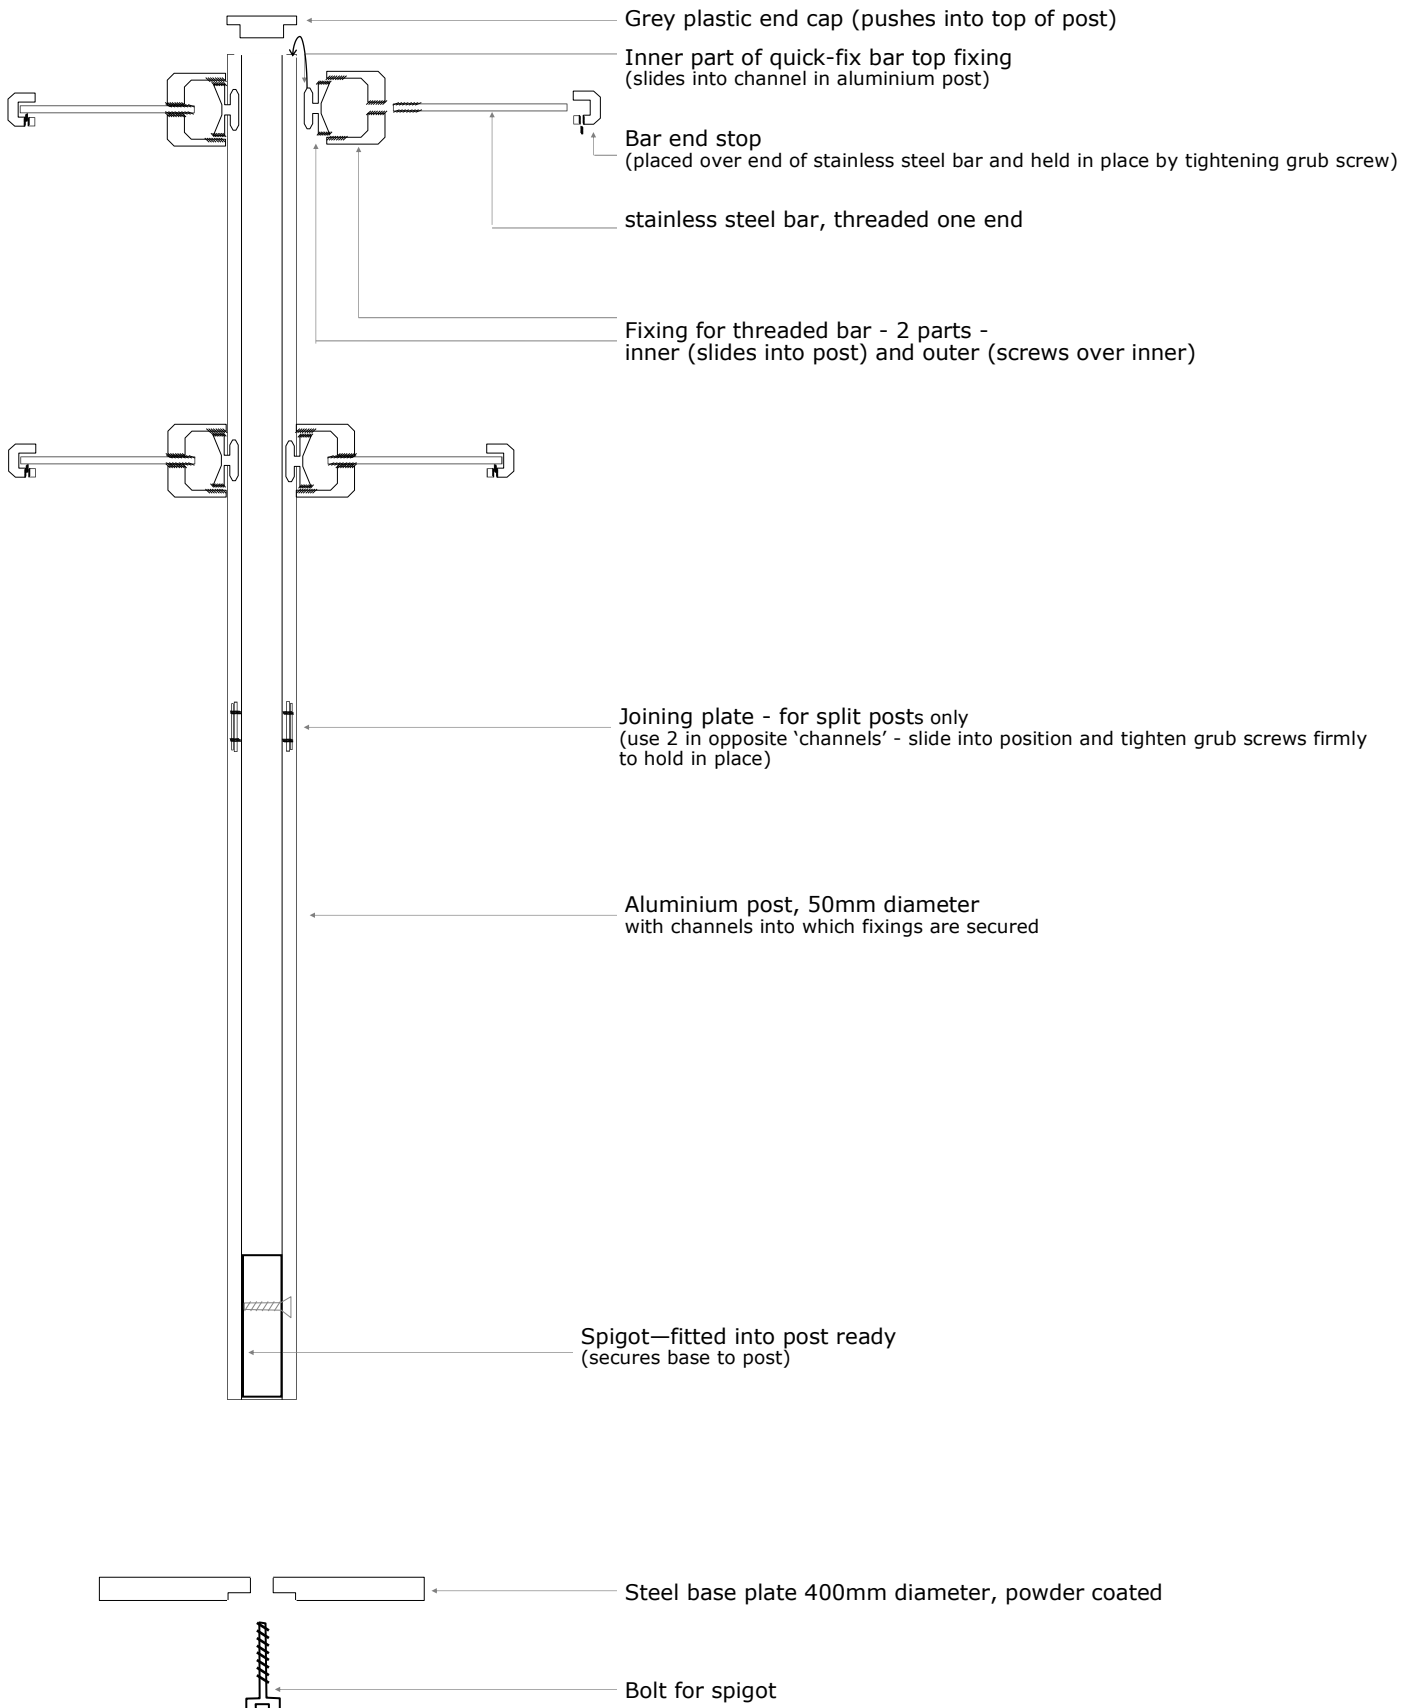 Grey plastic end cap (pushes into top of post)
Inner part of quick-fix bar top fixing
(slides into channel in aluminium post)
Bar end stop
(placed over end of stainless steel bar and held in place by tightening grub screw)
stainless steel bar, threaded one end
Fixing for threaded bar - 2 parts -
inner (slides into post) and outer (screws over inner)
Joining plate - for split posts only
(use 2 in opposite ‘channels’ - slide into position and tighten grub screws firmly
to hold in place)
Aluminium post, 50mm diameter
with channels into which fixings are secured
Spigot—fitted into post ready
(secures base to post)
Steel base plate 400mm diameter, powder coated
Bolt for spigot